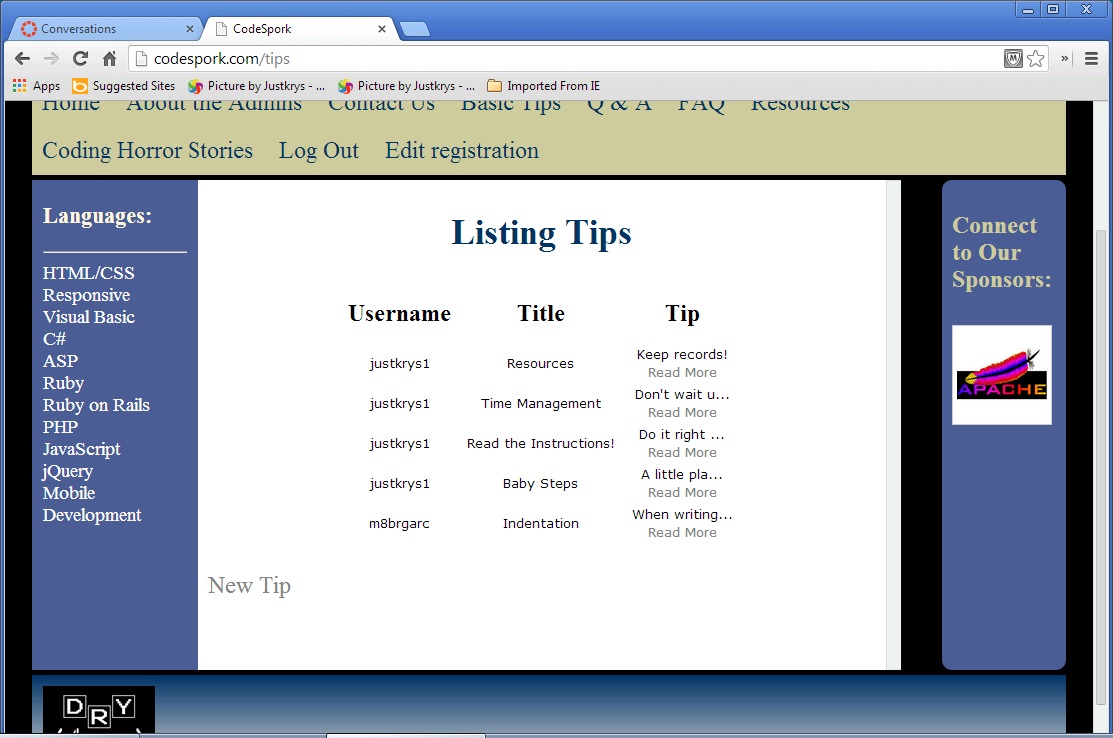 Conversations
CodeSpork
codespork.com/tips
Apps Suggested Sites Picture by Justkrys - ... Picture by Justkrys - ... Imported From IE
Home About the Admins Contact Us Basic Tips Q & A FAQ Resources
Coding Horror Stories Log Out Edit registration
Languages:
HTML/CSS
Responsive
Visual Basic
C#
ASP
Ruby
Ruby on Rails
PHP
JavaScript
jQuery
Mobile
Development
Listing Tips
Username Title Tip
justkrys1 Resources Keep records!
Read More
justkrys1 Time Management Don't wait u...
Read More
justkrys1 Read the Instructions! Do it right ...
Read More
justkrys1 Baby Steps A little pla...
Read More
m8brgarc Indentation When writing...
Read More
New Tip
Connect
to Our
Sponsors:
APACHE
DRY